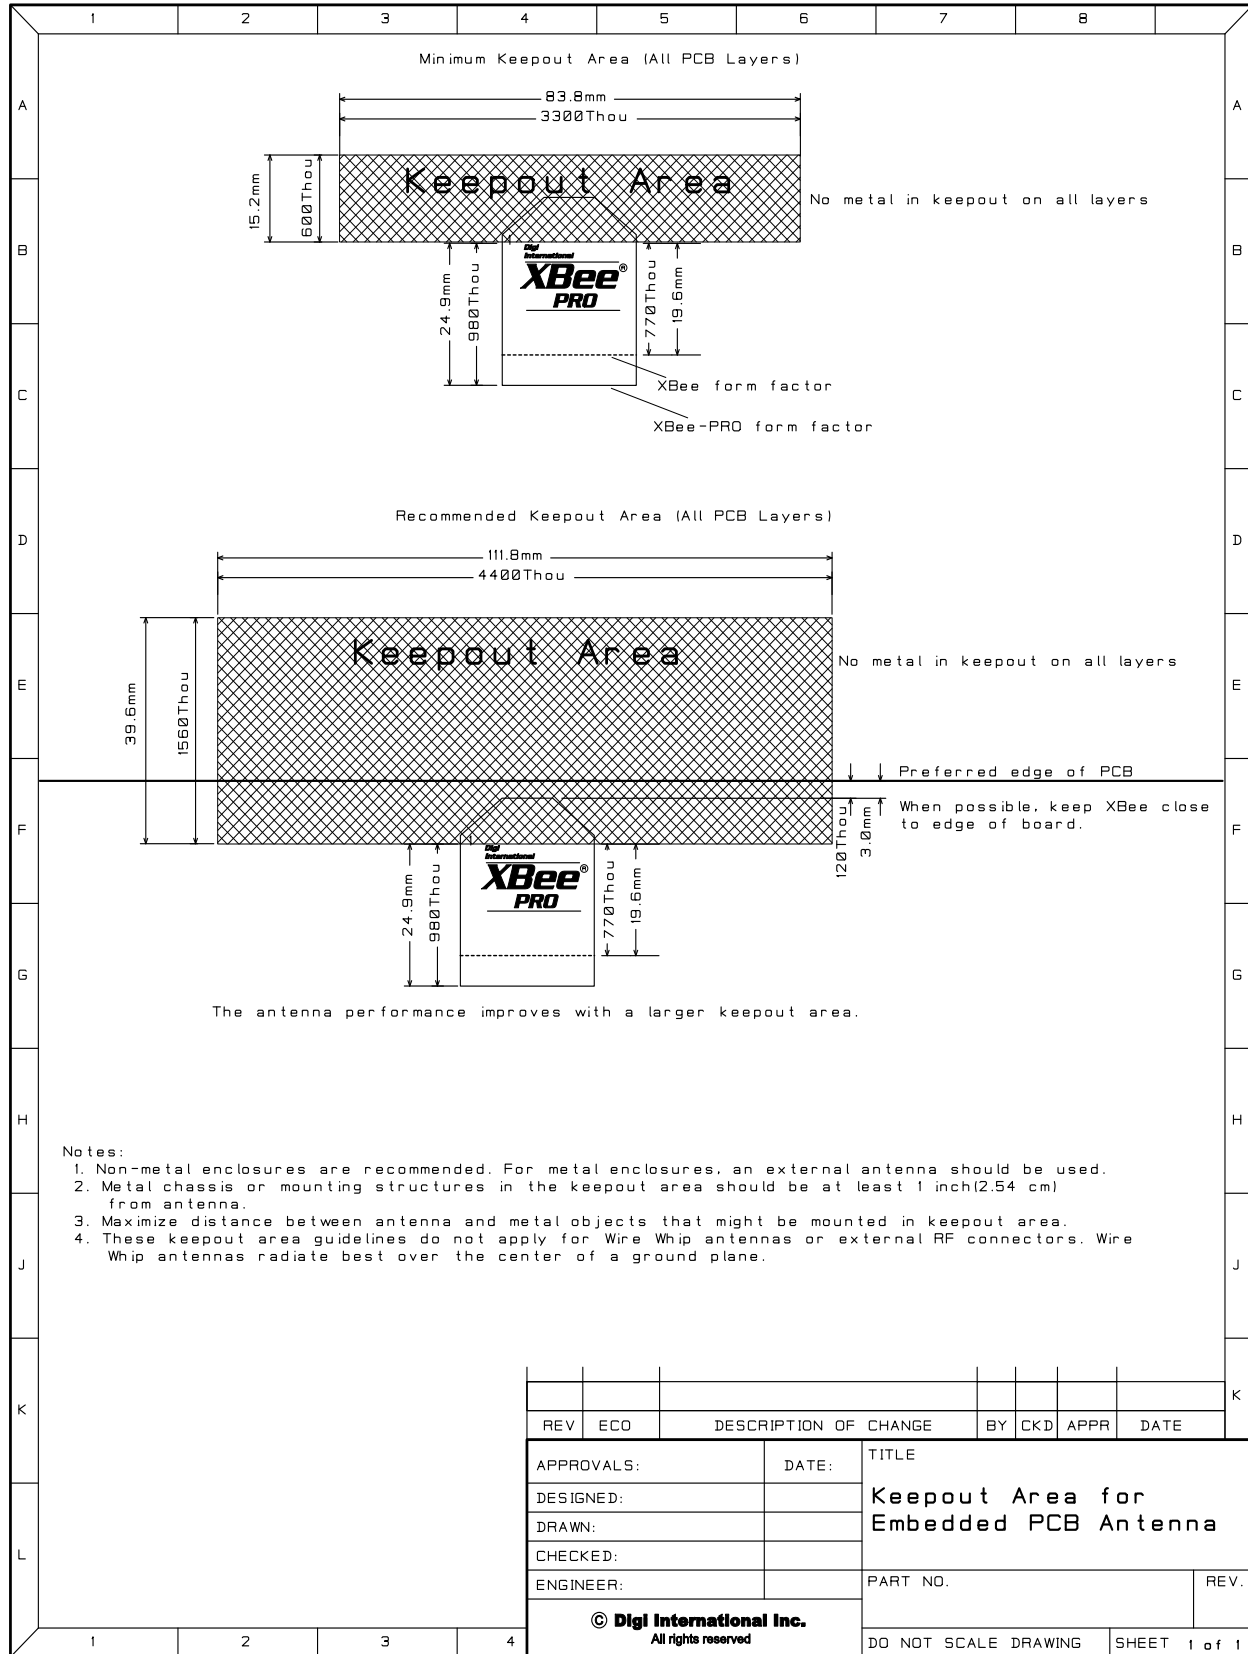 1 2 3 4 5 6 7 8
A
B
C
D
E
F
G
H
J
K
L
A
B
C
D
E
F
G
H
J
K
Minimum Keepout Area (All PCB Layers)
83.8mm
3300Thou
15.2mm
600Thou
Keepout Area
No metal in keepout on all layers
1
Digi
International
XBee®
PRO
24.9mm
980Thou
770Thou
19.6mm
XBee form factor
XBee-PRO form factor
Recommended Keepout Area (All PCB Layers)
111.8mm
4400Thou
39.6mm
1560Thou
Keepout Area
No metal in keepout on all layers
Preferred edge of PCB
When possible, keep XBee close
to edge of board.
120Thou
3.0mm
1
Digi
International
XBee®
PRO
24.9mm
980Thou
770Thou
19.6mm
The antenna performance improves with a larger keepout area.
Notes:
1. Non-metal enclosures are recommended. For metal enclosures, an external antenna should be used.
2. Metal chassis or mounting structures in the keepout area should be at least 1 inch(2.54 cm)
from antenna.
3. Maximize distance between antenna and metal objects that might be mounted in keepout area.
4. These keepout area guidelines do not apply for Wire Whip antennas or external RF connectors. Wire
Whip antennas radiate best over the center of a ground plane.
REV ECO DESCRIPTION OF CHANGE BY CKD APPR DATE
APPROVALS: DATE:
DESIGNED:
DRAWN:
CHECKED:
ENGINEER:
TITLE
Keepout Area for
Embedded PCB Antenna
PART NO. REV.
© Digi International Inc.
All rights reserved
DO NOT SCALE DRAWING SHEET 1 of 1
1 2 3 4